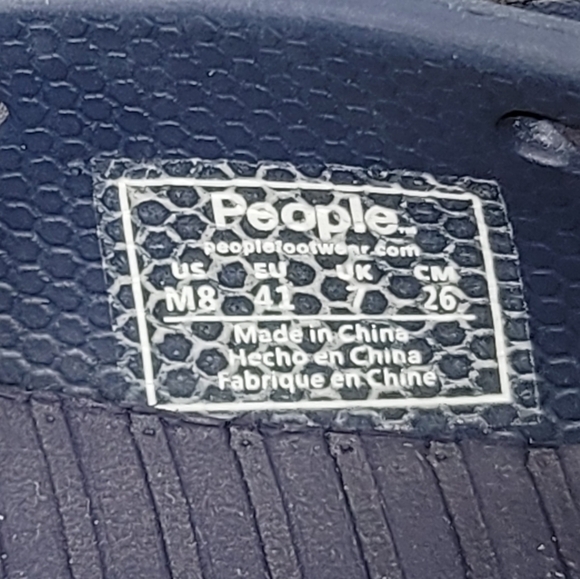 People™
peoplefootwear.com
US EU UK CM
M8 41 7 26
Made in China
Hecho en China
Fabrique en Chine